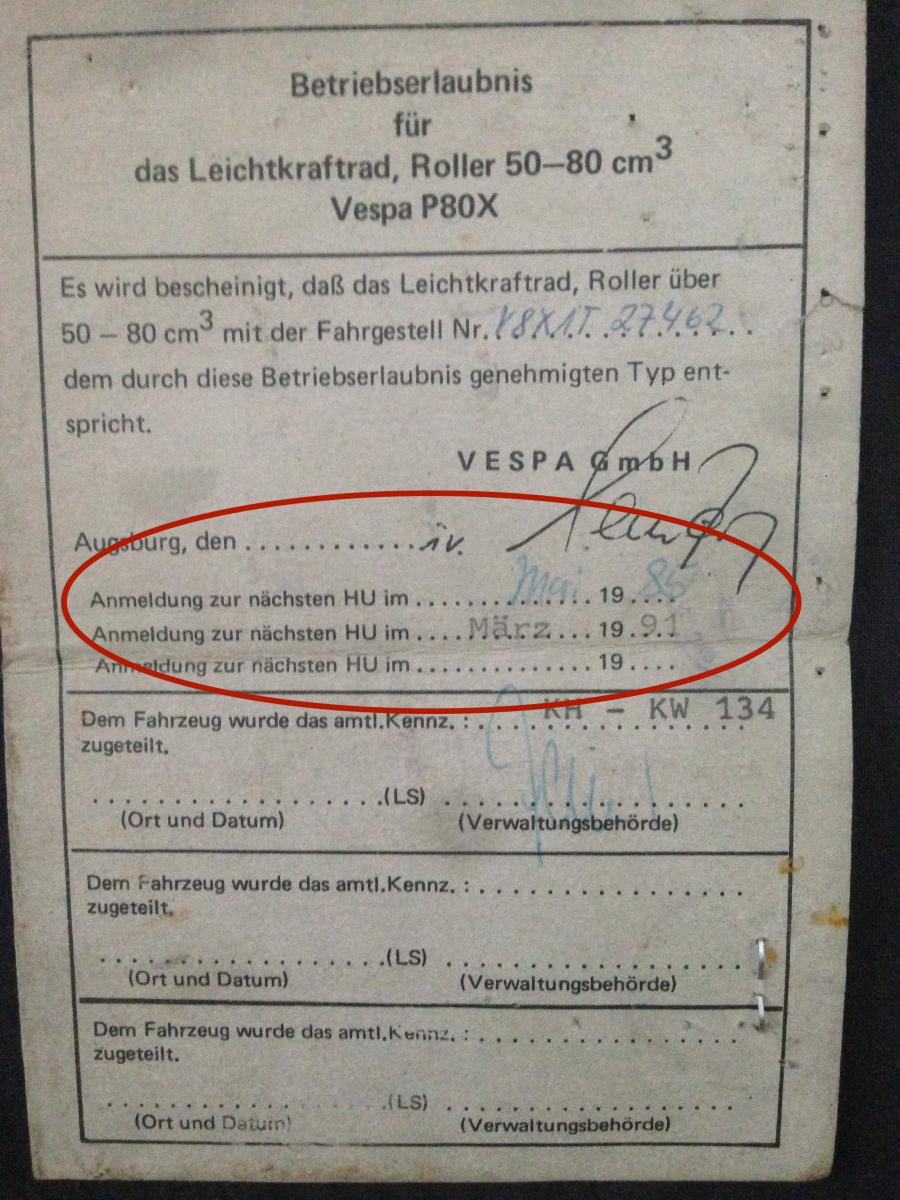 Betriebserlaubnis
für
das Leichtkraftrad, Roller 50–80 cm³
Vespa P80X
Es wird bescheinigt, daß das Leichtkraftrad, Roller über
50 – 80 cm³ mit der Fahrgestell Nr. V8X1T. 27462
dem durch diese Betriebserlaubnis genehmigten Typ ent-
spricht.
VESPA GmbH
Augsburg, den ............. i.v.
Anmeldung zur nächsten HU im .... Mai .... 19 85
Anmeldung zur nächsten HU im .... März .... 19 91
Anmeldung zur nächsten HU im ............. 19 ....
Dem Fahrzeug wurde das amtl.Kennz. : KH – KW 134
zugeteilt.
..................(LS) ..................
(Ort und Datum) (Verwaltungsbehörde)
Dem Fahrzeug wurde das amtl.Kennz. : ................
zugeteilt.
..................(LS) ..................
(Ort und Datum) (Verwaltungsbehörde)
Dem Fahrzeug wurde das amtl.Kennz. : ................
zugeteilt.
..................(LS) ..................
(Ort und Datum) (Verwaltungsbehörde)